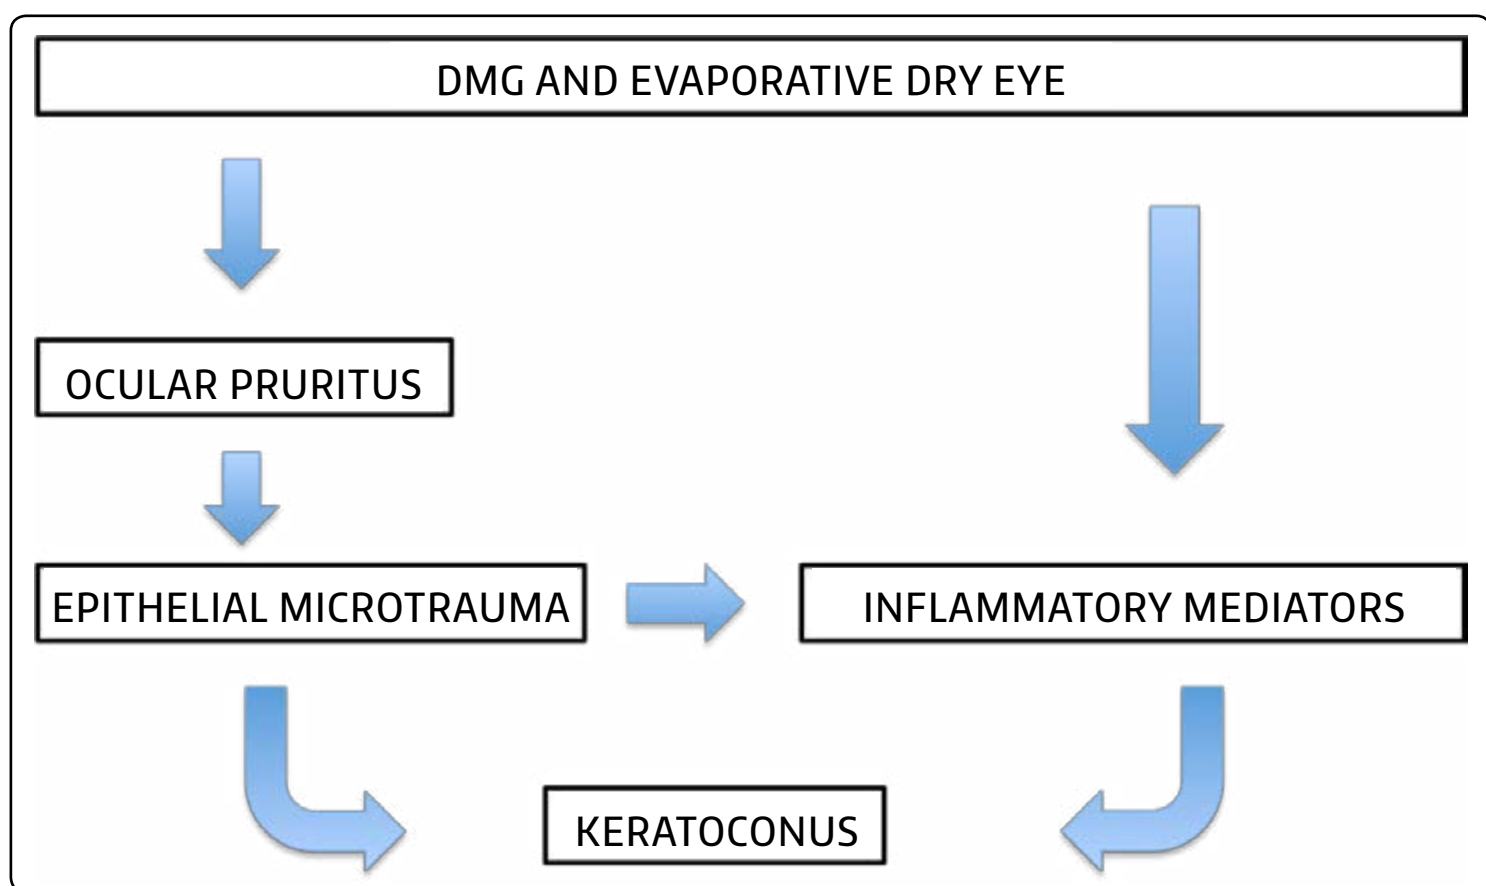 DMG AND EVAPORATIVE DRY EYE
OCULAR PRURITUS
EPITHELIAL MICROTRAUMA
INFLAMMATORY MEDIATORS
KERATOCONUS